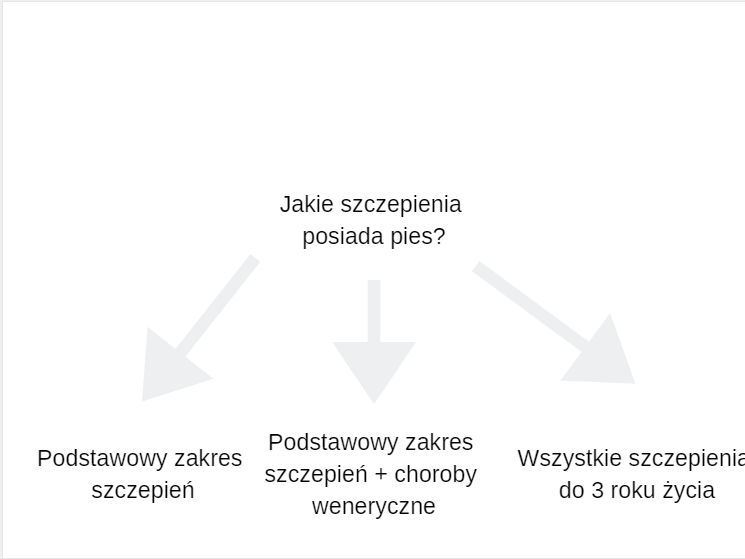 Jakie szczepienia
posiada pies?
Podstawowy zakres
szczepień
Podstawowy zakres
szczepień + choroby
weneryczne
Wszystkie szczepienia
do 3 roku życia